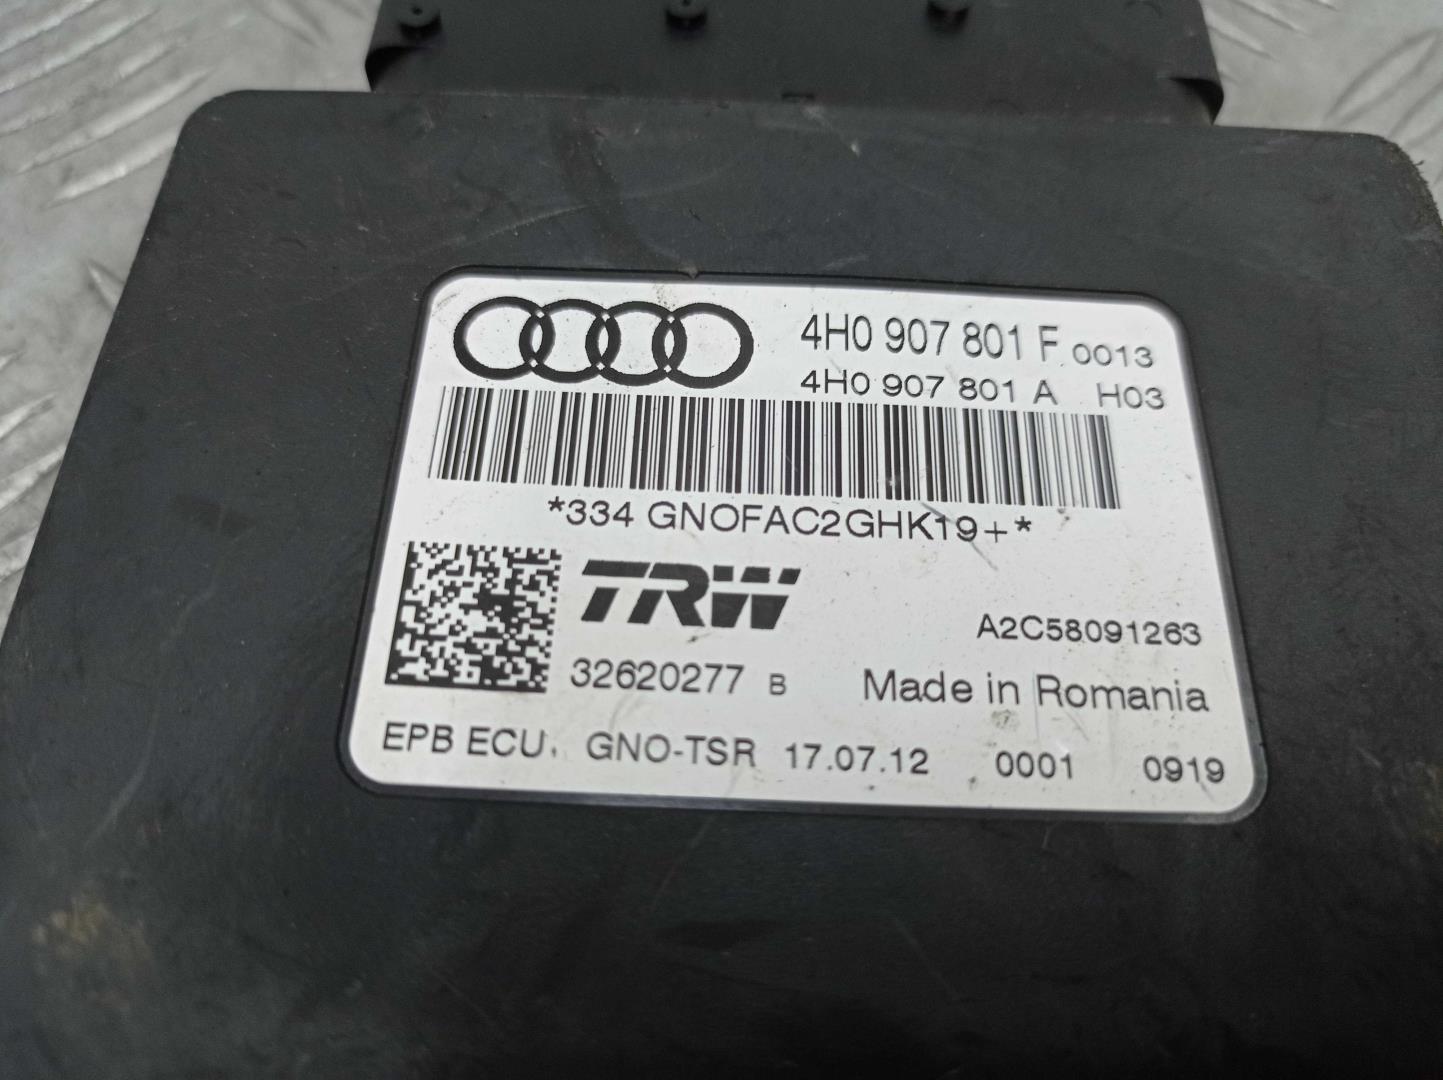 4H0 907 801 F 0013
4H0 907 801 A H03
*334 GNOFAC2GHK19+*
TRW
A2C58091263
32620277 B
Made in Romania
EPB ECU, GNO-TSR 17.07.12 0001 0919